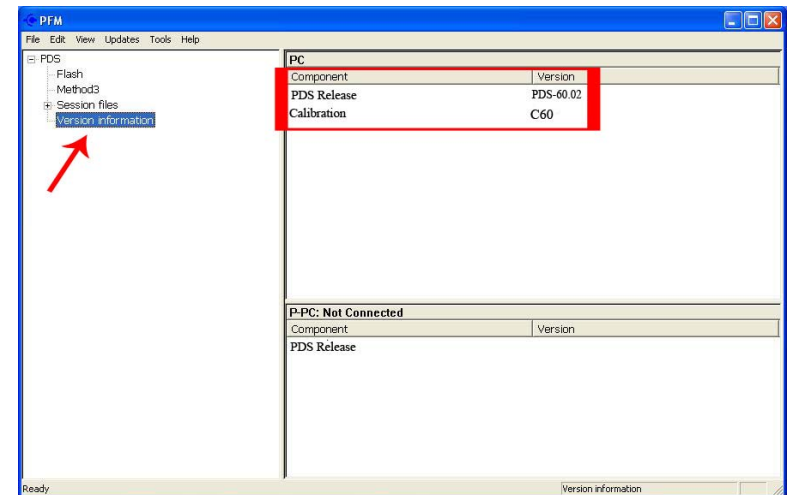 PFM
File Edit View Updates Tools Help
PDS
Flash
Method3
Session files
Version information
PC
Component Version
PDS Release PDS-60.02
Calibration C60
P-PC: Not Connected
Component Version
PDS Release
Ready Version information